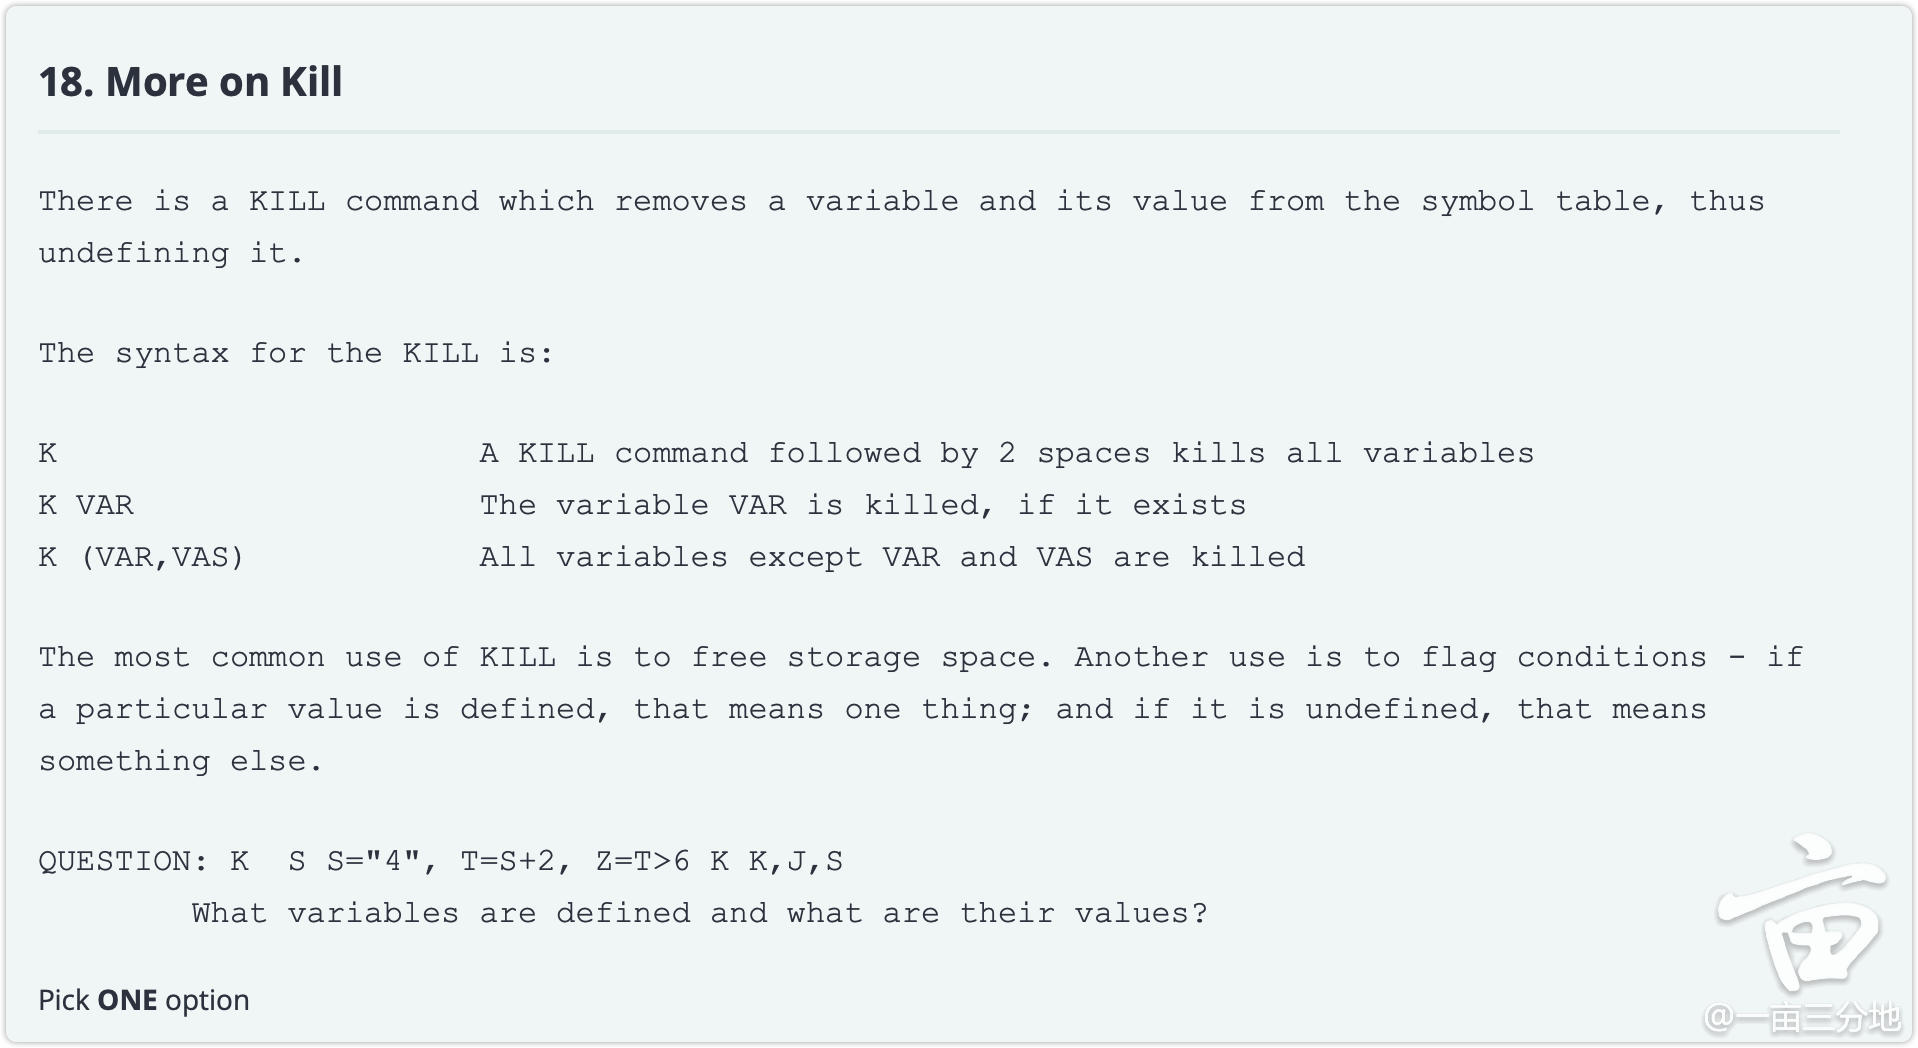 18. More on Kill
There is a KILL command which removes a variable and its value from the symbol table, thus
undefining it.
The syntax for the KILL is:
K                       A KILL command followed by 2 spaces kills all variables
K VAR                   The variable VAR is killed, if it exists
K (VAR,VAS)             All variables except VAR and VAS are killed
The most common use of KILL is to free storage space. Another use is to flag conditions - if
a particular value is defined, that means one thing; and if it is undefined, that means
something else.
QUESTION: K  S S="4", T=S+2, Z=T>6 K K,J,S
What variables are defined and what are their values?
Pick ONE option
亩
@一亩三分地